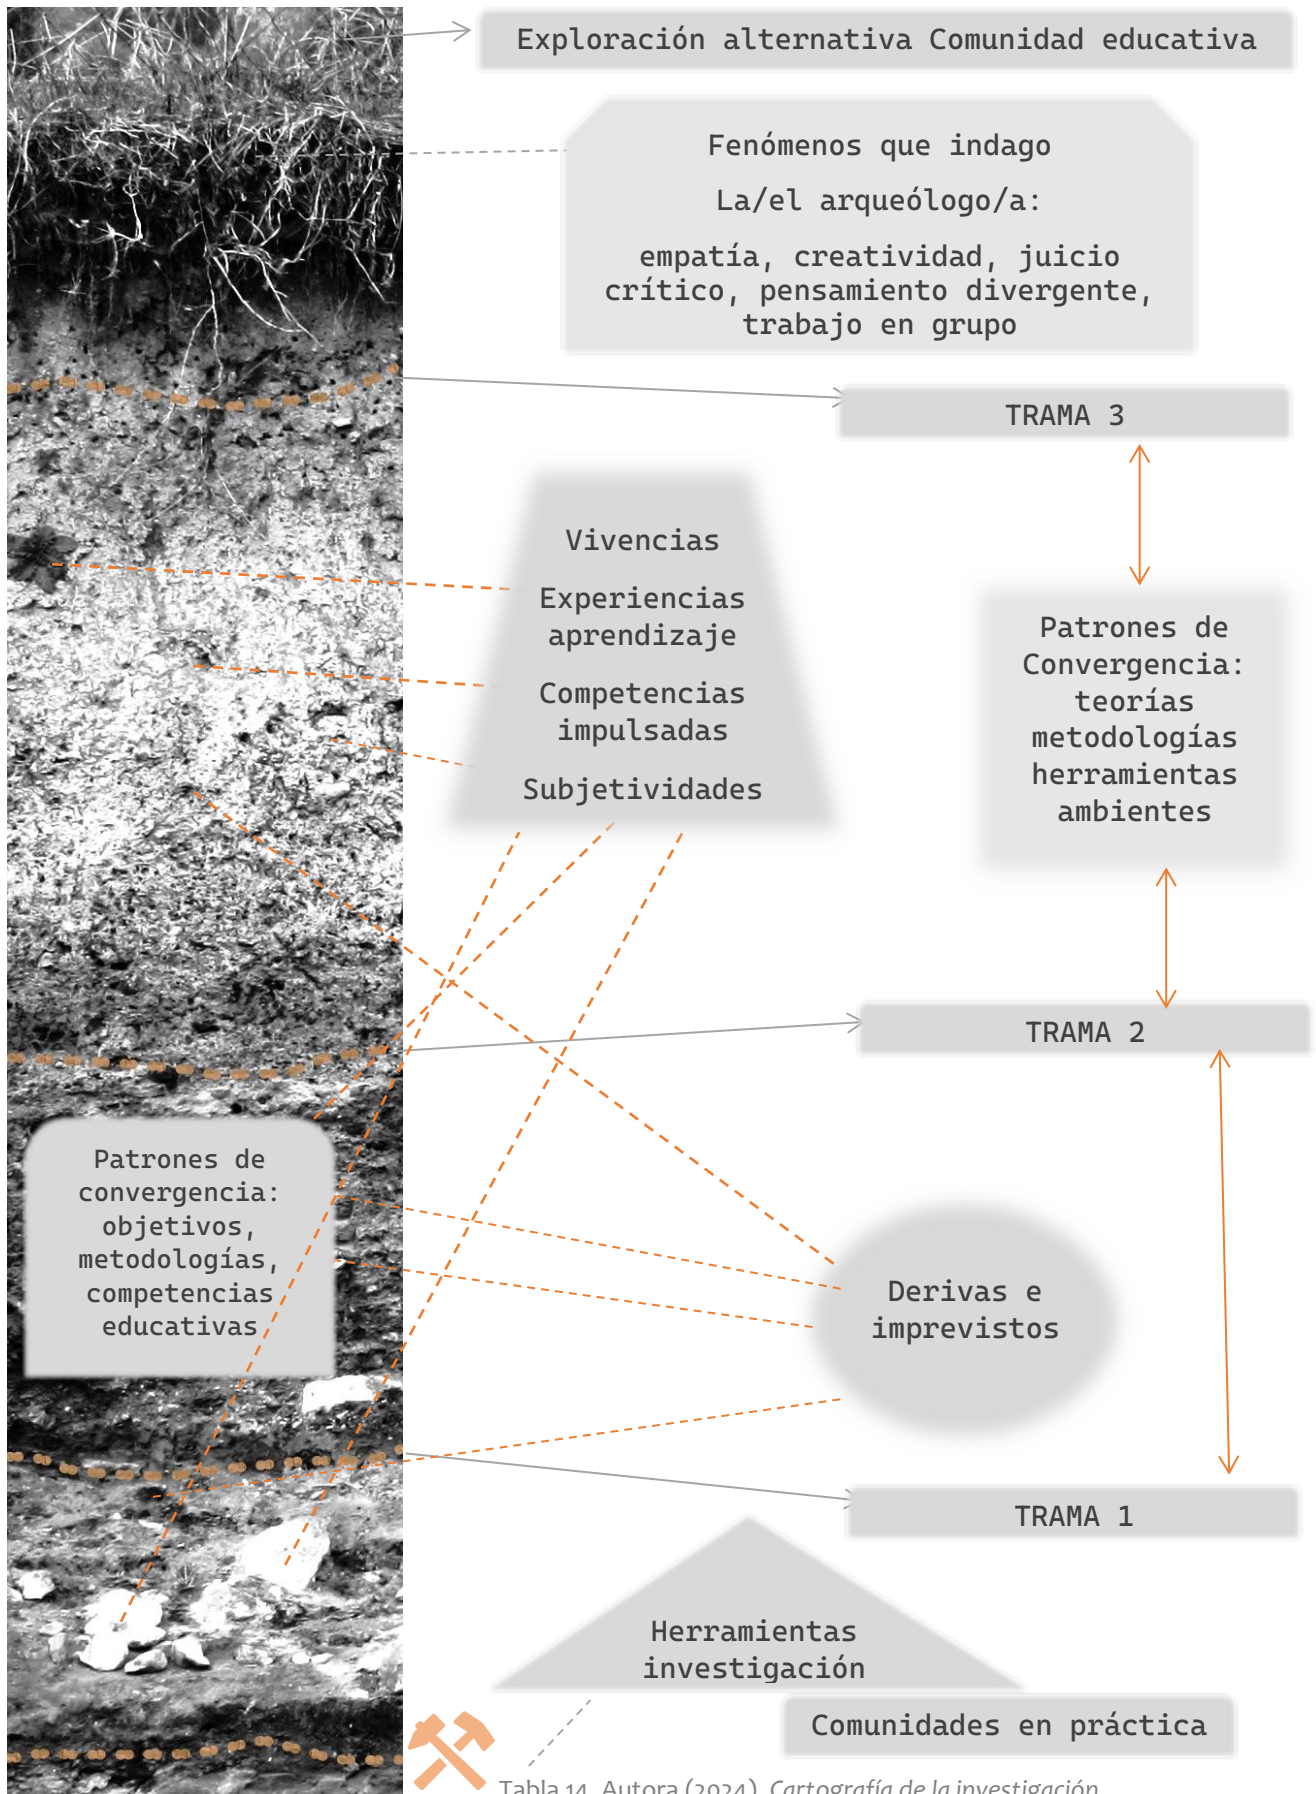 Exploración alternativa Comunidad educativa
Fenómenos que indago
La/el arqueólogo/a:
empatía, creatividad, juicio
crítico, pensamiento divergente,
trabajo en grupo
TRAMA 3
Vivencias
Experiencias
aprendizaje
Competencias
impulsadas
Subjetividades
Patrones de
Convergencia:
teorías
metodologías
herramientas
ambientes
TRAMA 2
Patrones de
convergencia:
objetivos,
metodologías,
competencias
educativas
Derivas e
imprevistos
TRAMA 1
Herramientas
investigación
Comunidades en práctica
Tabla 14. Autora (2024). Cartografía de la investigación